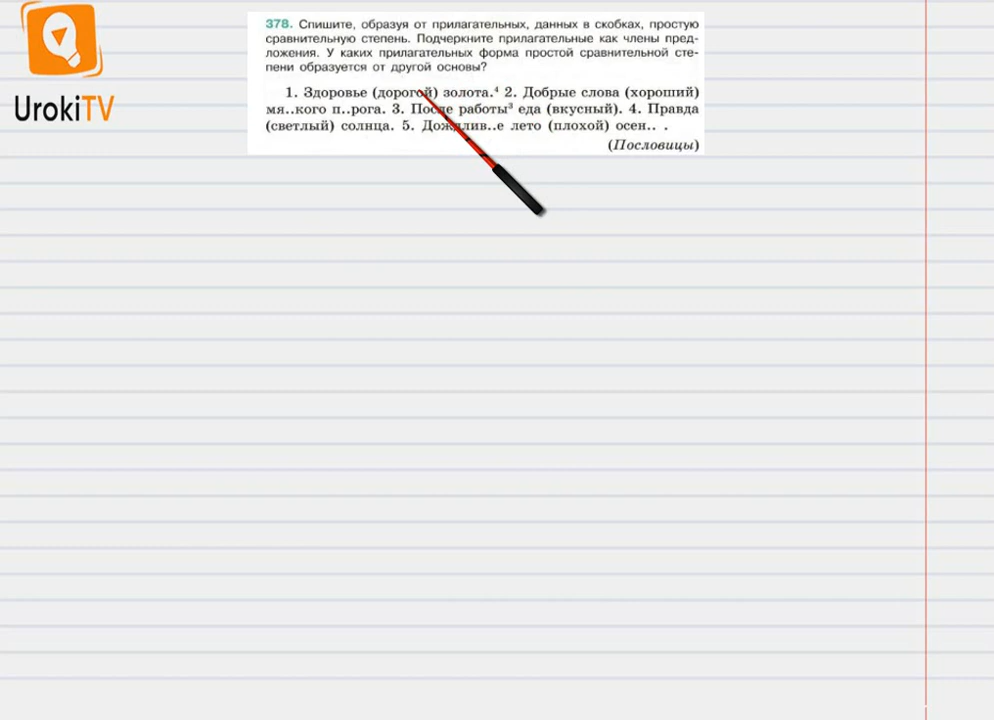 UrokiTV
378. Спишите, образуя от прилагательных, данных в скобках, простую
сравнительную степень. Подчеркните прилагательные как члены пред-
ложения. У каких прилагательных форма простой сравнительной сте-
пени образуется от другой основы?
1. Здоровье (дорогой) золота.⁴ 2. Добрые слова (хороший)
мя..кого п..рога. 3. После работы³ еда (вкусный). 4. Правда
(светлый) солнца. 5. Дождлив..е лето (плохой) осен.. .
(Пословицы)